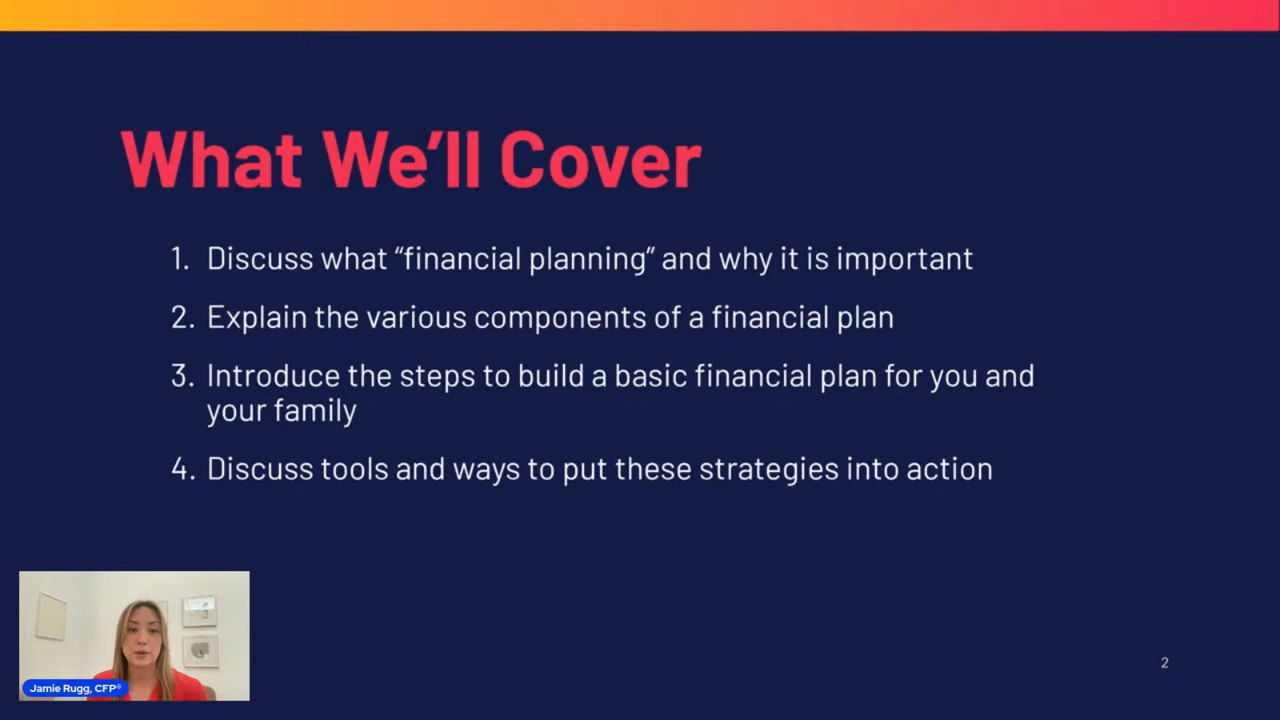 What We’ll Cover
1. Discuss what “financial planning” and why it is important
2. Explain the various components of a financial plan
3. Introduce the steps to build a basic financial plan for you and
your family
4. Discuss tools and ways to put these strategies into action
Jamie Rugg, CFP®
2